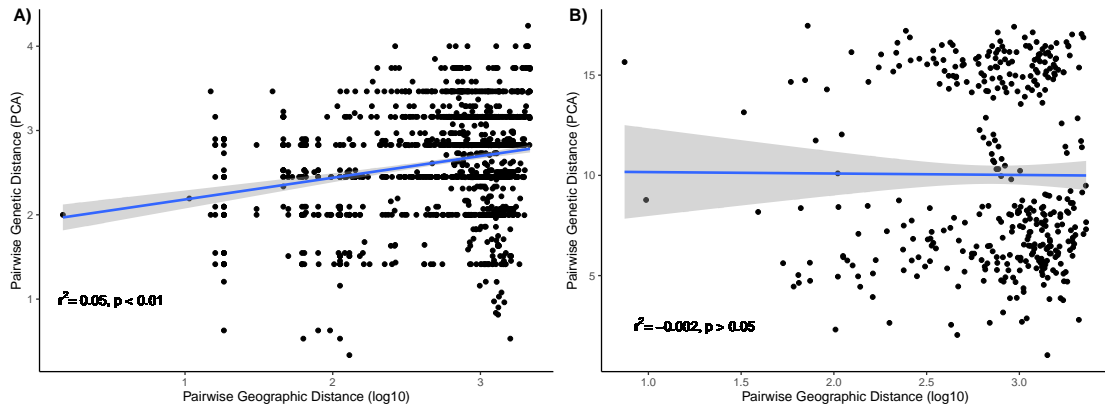 A)
Pairwise Genetic Distance (PCA)
4
3
2
1
r2 = 0.05, p < 0.01
1
2
3
Pairwise Geographic Distance (log10)
B)
Pairwise Genetic Distance (PCA)
15
10
5
r2 = −0.002, p > 0.05
1.0
1.5
2.0
2.5
3.0
Pairwise Geographic Distance (log10)